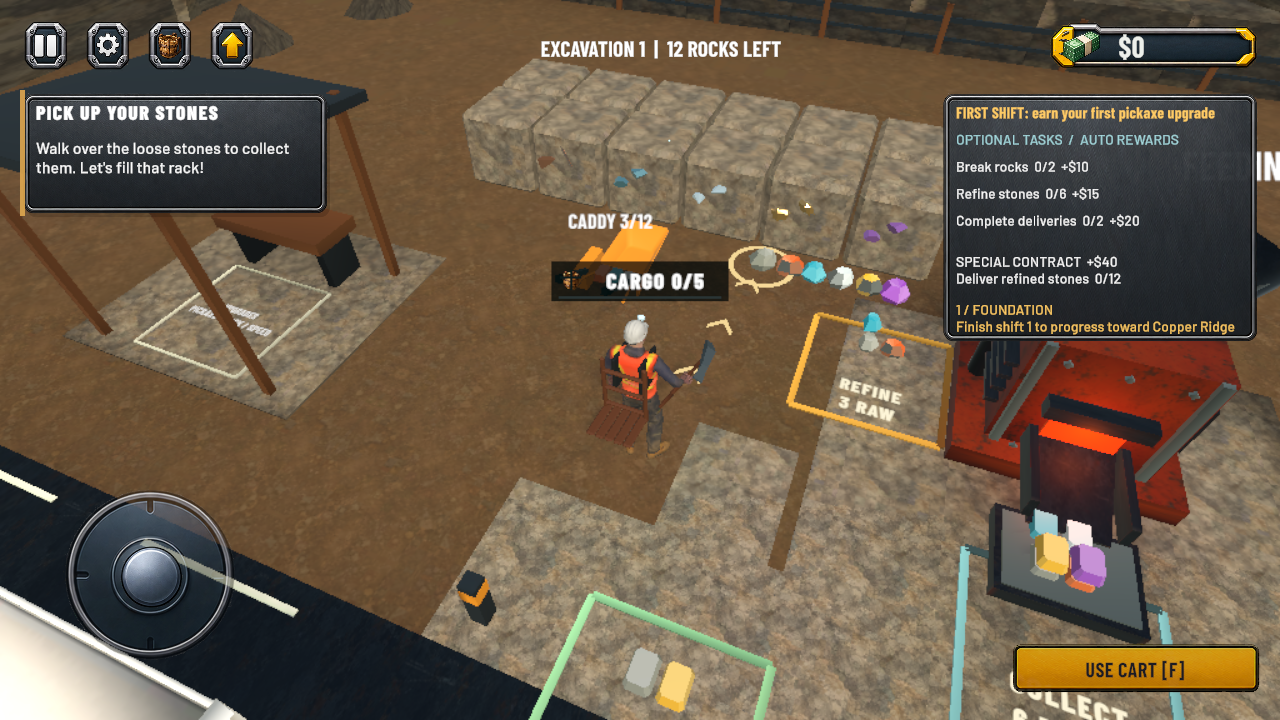 EXCAVATION 1 | 12 ROCKS LEFT
$0
PICK UP YOUR STONES
Walk over the loose stones to collect
them. Let's fill that rack!
FIRST SHIFT: earn your first pickaxe upgrade
OPTIONAL TASKS / AUTO REWARDS
Break rocks 0/2 +$10
Refine stones 0/6 +$15
Complete deliveries 0/2 +$20
SPECIAL CONTRACT +$40
Deliver refined stones 0/12
1 / FOUNDATION
Finish shift 1 to progress toward Copper Ridge
CADDY 3/12
CARGO 0/5
REFINE
3 RAW
USE CART [F]